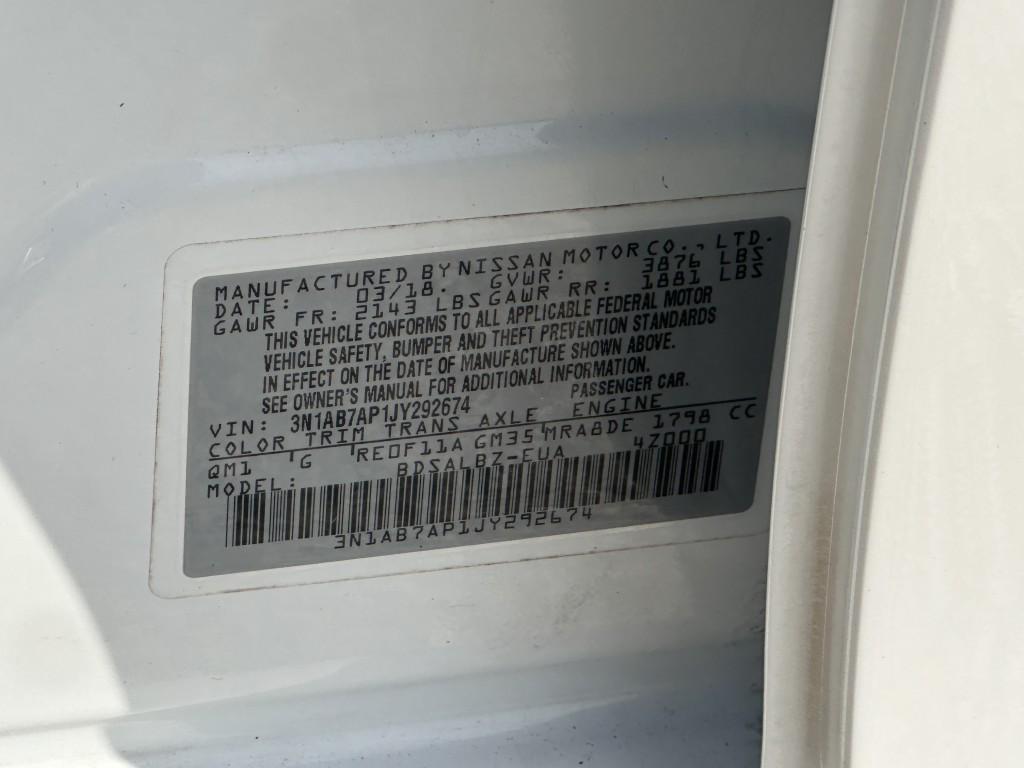 MANUFACTURED BY NISSAN MOTOR CO., LTD.
DATE: 03/18. GVWR: 3876 LBS
GAWR FR: 2143 LBS GAWR RR: 1881 LBS
THIS VEHICLE CONFORMS TO ALL APPLICABLE FEDERAL MOTOR
VEHICLE SAFETY, BUMPER AND THEFT PREVENTION STANDARDS
IN EFFECT ON THE DATE OF MANUFACTURE SHOWN ABOVE.
SEE OWNER'S MANUAL FOR ADDITIONAL INFORMATION.
VIN: 3N1AB7AP1JY292674 PASSENGER CAR.
COLOR TRIM TRANS AXLE ENGINE
QM1 'G 'RE0F11A GM35 'MRA8DE 1798 CC
MODEL: BDSALBZ-EUA 4Z000
3N1AB7AP1JY292674